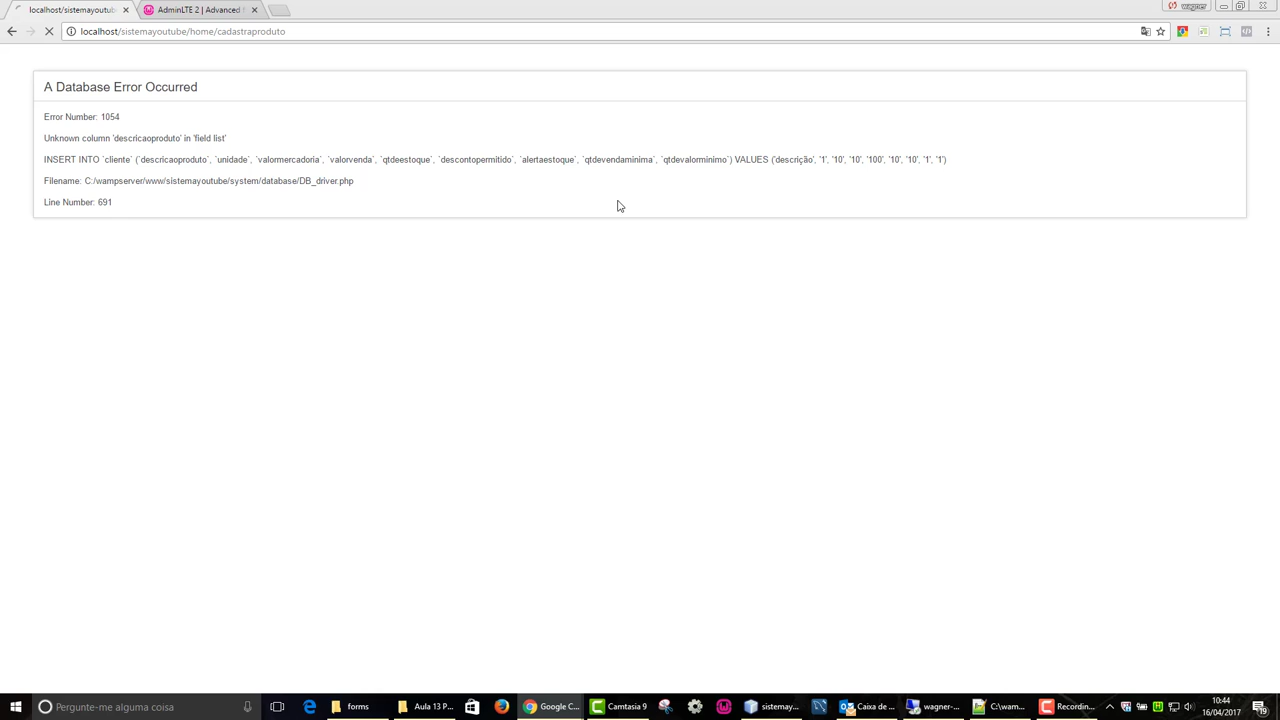 localhost/sistemayoutube/
AdminLTE 2 | Advanced
wagner
localhost/sistemayoutube/home/cadastraproduto
A Database Error Occurred
Error Number: 1054
Unknown column 'descricaoproduto' in 'field list'
INSERT INTO `cliente` (`descricaoproduto`, `unidade`, `valormercadoria`, `valorvenda`, `qtdeestoque`, `descontopermitido`, `alertaestoque`, `qtdevendaminima`, `qtdevalorminimo`) VALUES ('descrição', '1', '10', '10', '100', '10', '10', '1', '1')
Filename: C:/wampserver/www/sistemayoutube/system/database/DB_driver.php
Line Number: 691
Pergunte-me alguma coisa
forms
Aula 13 P...
Google C...
Camtasia 9
sistemay...
Caixa de ...
wagner-...
C:\wam...
Recordin...
10:44
16/04/2017
19